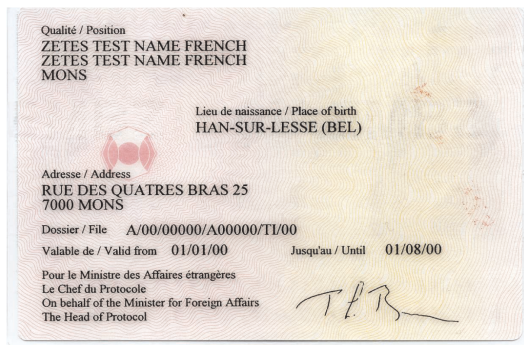 Qualité / Position
ZETES TEST NAME FRENCH
ZETES TEST NAME FRENCH
MONS
Lieu de naissance / Place of birth
HAN-SUR-LESSE (BEL)
Adresse / Address
RUE DES QUATRES BRAS 25
7000 MONS
Dossier / File A/00/00000/A00000/TI/00
Valable de / Valid from 01/01/00 Jusqu'au / Until 01/08/00
Pour le Ministre des Affaires étrangères
Le Chef du Protocole
On behalf of the Minister for Foreign Affairs
The Head of Protocol